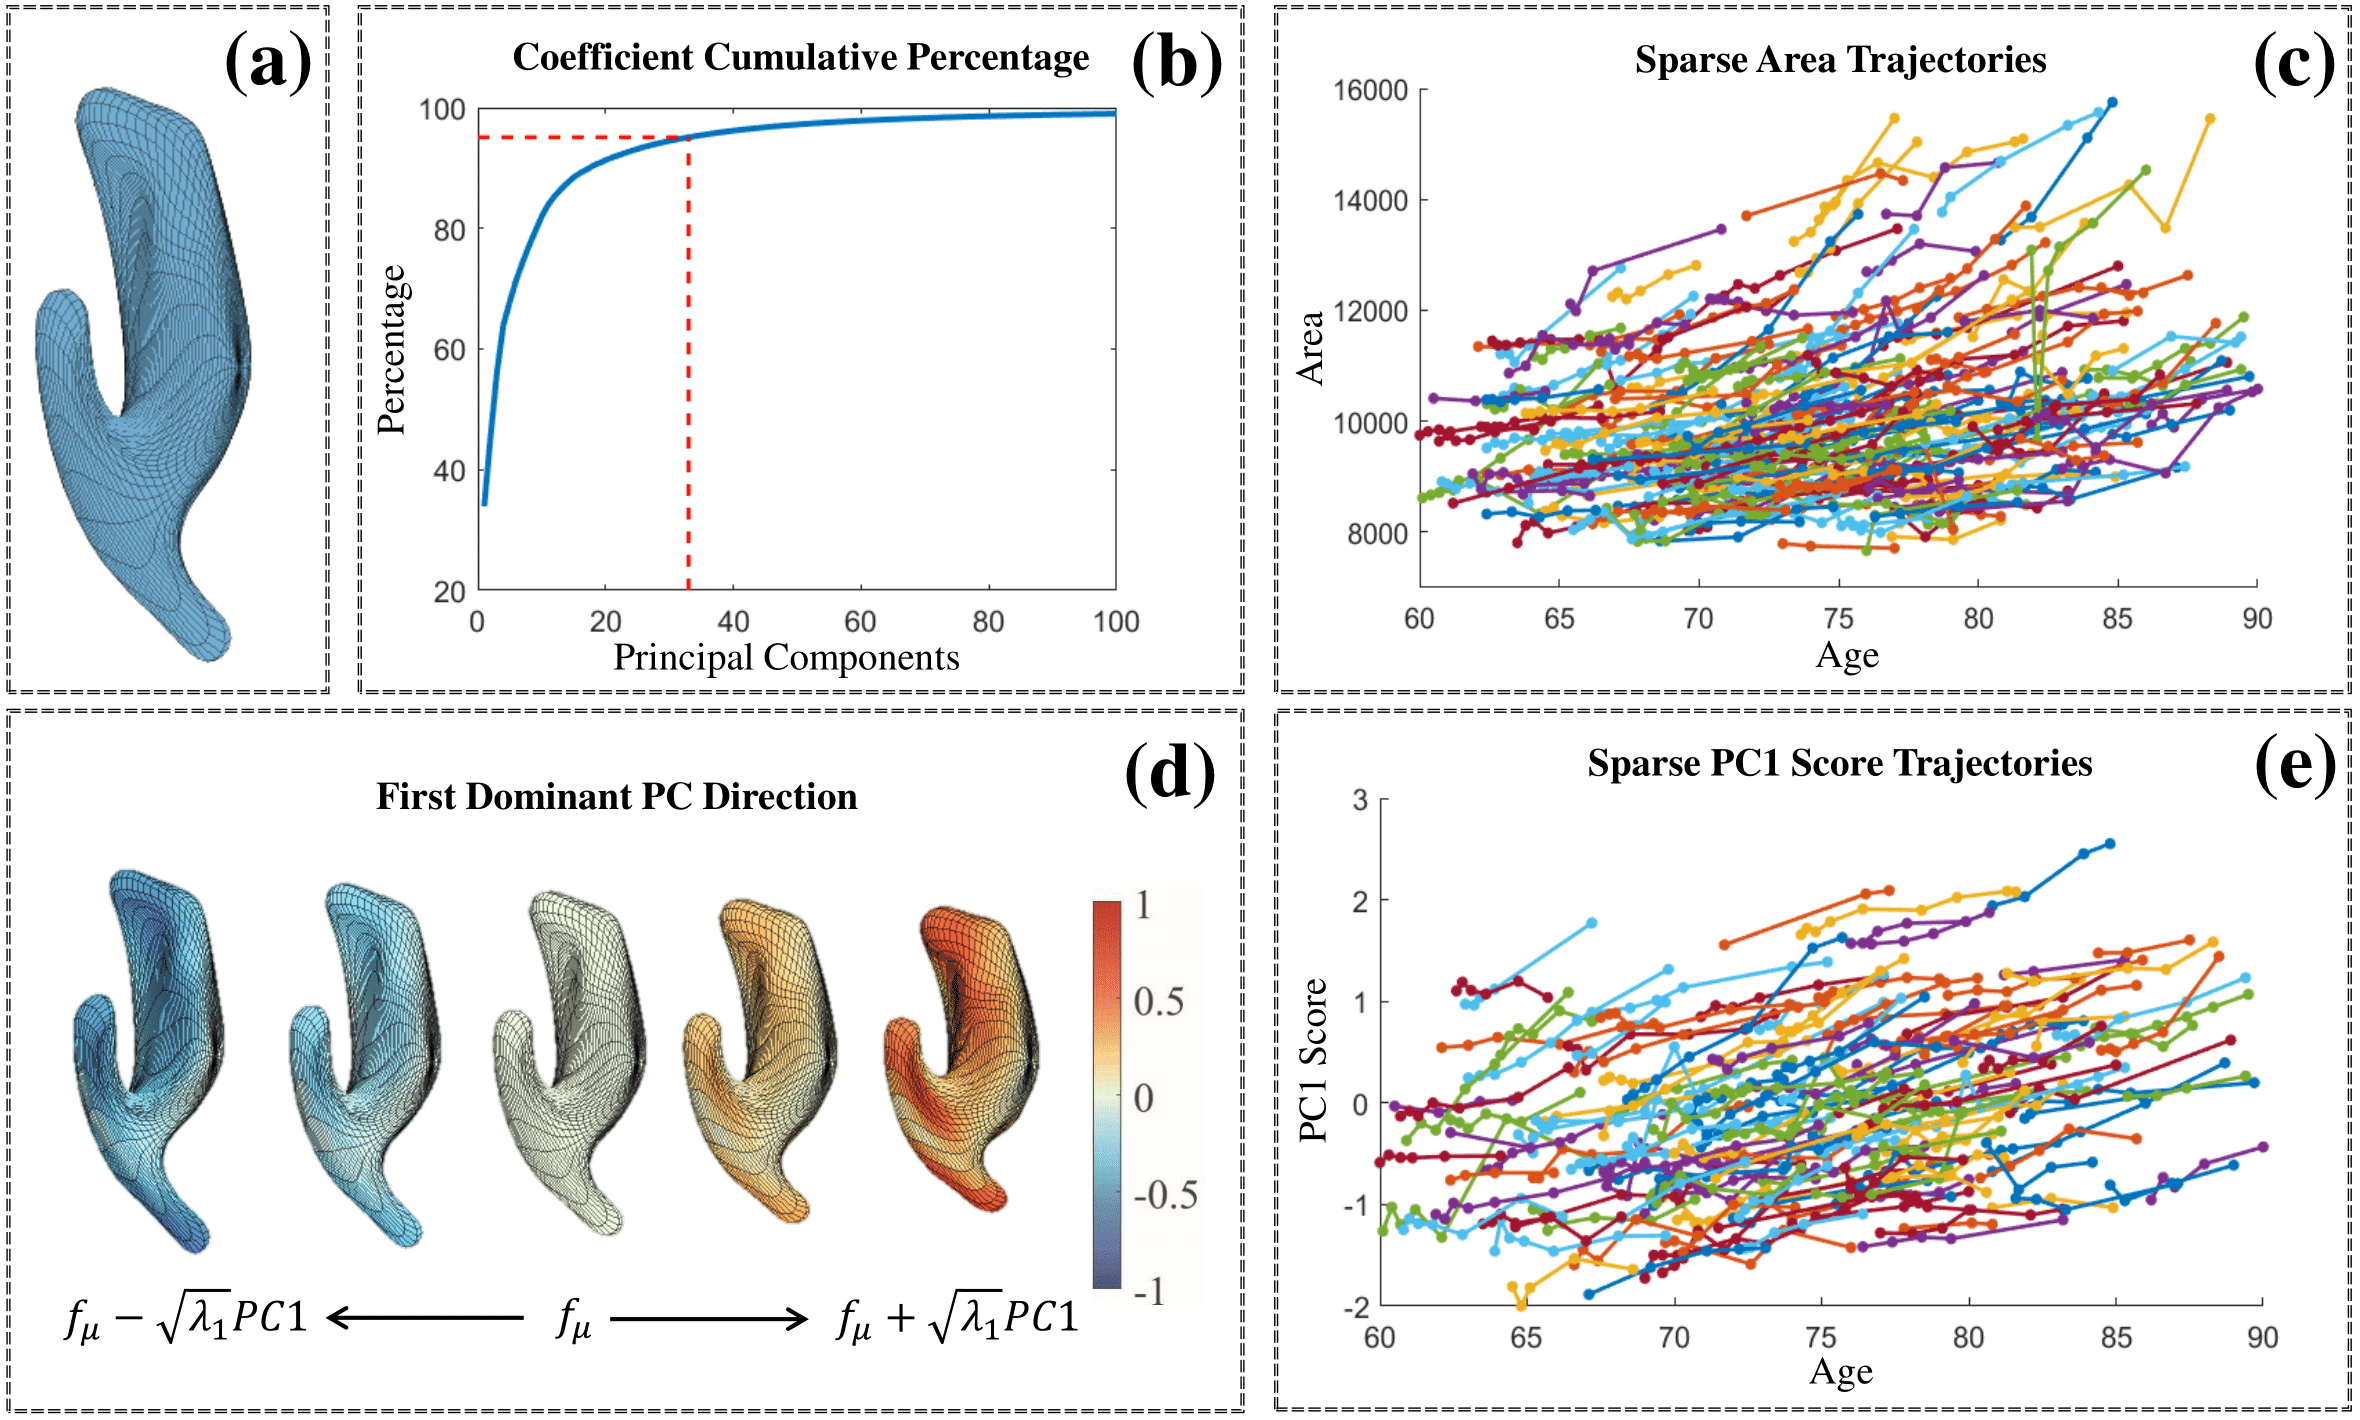 (a)
Coefficient Cumulative Percentage
(b)
100
80
60
40
20
Percentage
0 20 40 60 80 100
Principal Components
Sparse Area Trajectories
(c)
16000
14000
12000
10000
8000
Area
60 65 70 75 80 85 90
Age
First Dominant PC Direction
(d)
1
0.5
0
-0.5
-1
f_μ − √λ₁PC1
f_μ
f_μ + √λ₁PC1
Sparse PC1 Score Trajectories
(e)
3
2
1
0
-1
-2
PC1 Score
60 65 70 75 80 85 90
Age